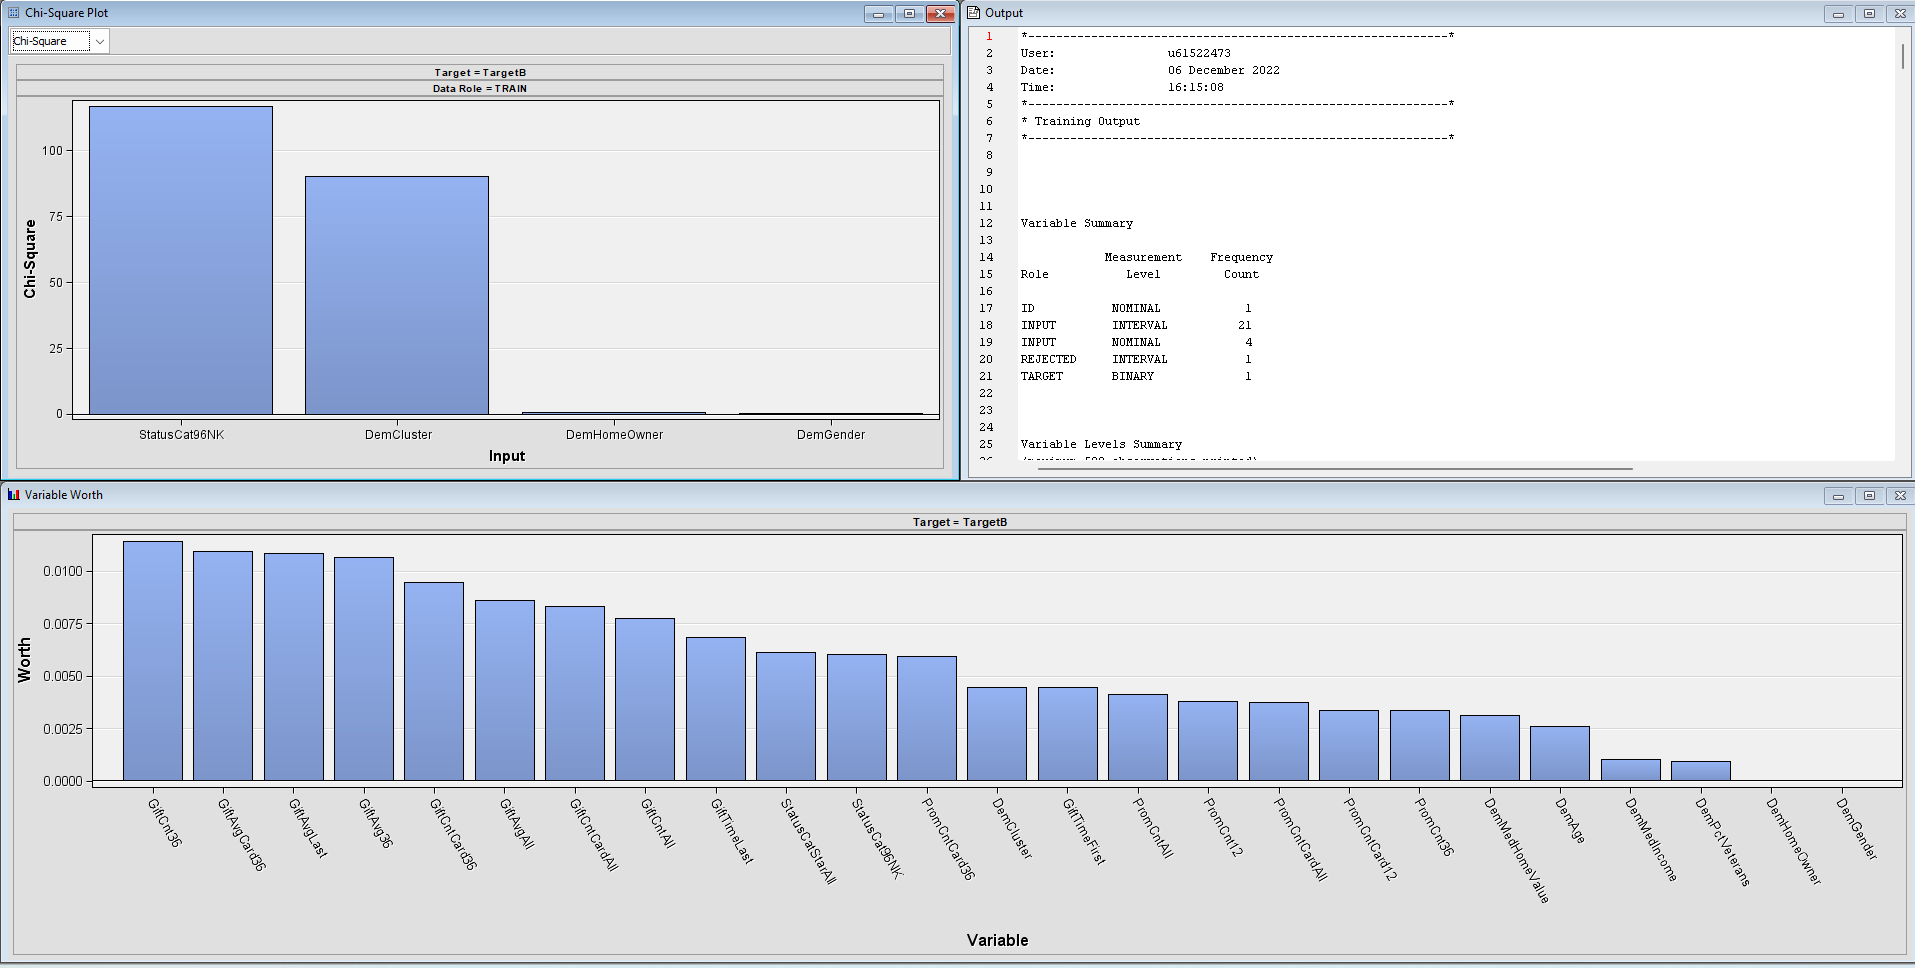 Chi-Square Plot
Chi-Square
Target = TargetB
Data Role = TRAIN
Chi-Square
100
75
50
25
0
StatusCat96NK DemCluster DemHomeOwner DemGender
Input
Output
1 *------------------------------------------------------------*
2 User: u61522473
3 Date: 06 December 2022
4 Time: 16:15:08
5 *------------------------------------------------------------*
6 * Training Output
7 *------------------------------------------------------------*
8
9
10
11
12 Variable Summary
13
14 Measurement Frequency
15 Role Level Count
16
17 ID NOMINAL 1
18 INPUT INTERVAL 21
19 INPUT NOMINAL 4
20 REJECTED INTERVAL 1
21 TARGET BINARY 1
22
23
24
25 Variable Levels Summary
Variable Worth
Target = TargetB
Worth
0.0100
0.0075
0.0050
0.0025
0.0000
GiftCnt36
GiftAvgCard36
GiftAvgLast
GiftAvg36
GiftCntCard36
GiftAvgAll
GiftCntCardAll
GiftCntAll
GiftTimeLast
StatusCatStarAll
StatusCat96NK
PromCntCard36
DemCluster
GiftTimeFirst
PromCntAll
PromCnt12
PromCntCardAll
PromCntCard12
PromCnt36
DemMedHomeValue
DemAge
DemMedIncome
DemPctVeterans
DemHomeOwner
DemGender
Variable